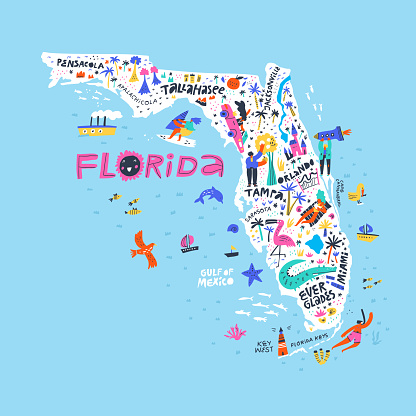 PENSACOLA
APALACHICOLA
TALLAHASEE
JACKSONVILLE
FLORIDA
ORLANDO
CAPE CANAVERAL
TAMPA
SARASOTA
GULF OF
MEXICO
MIAMI
EVER
GLADES
KEY
WEST
FLORIDA KEYS